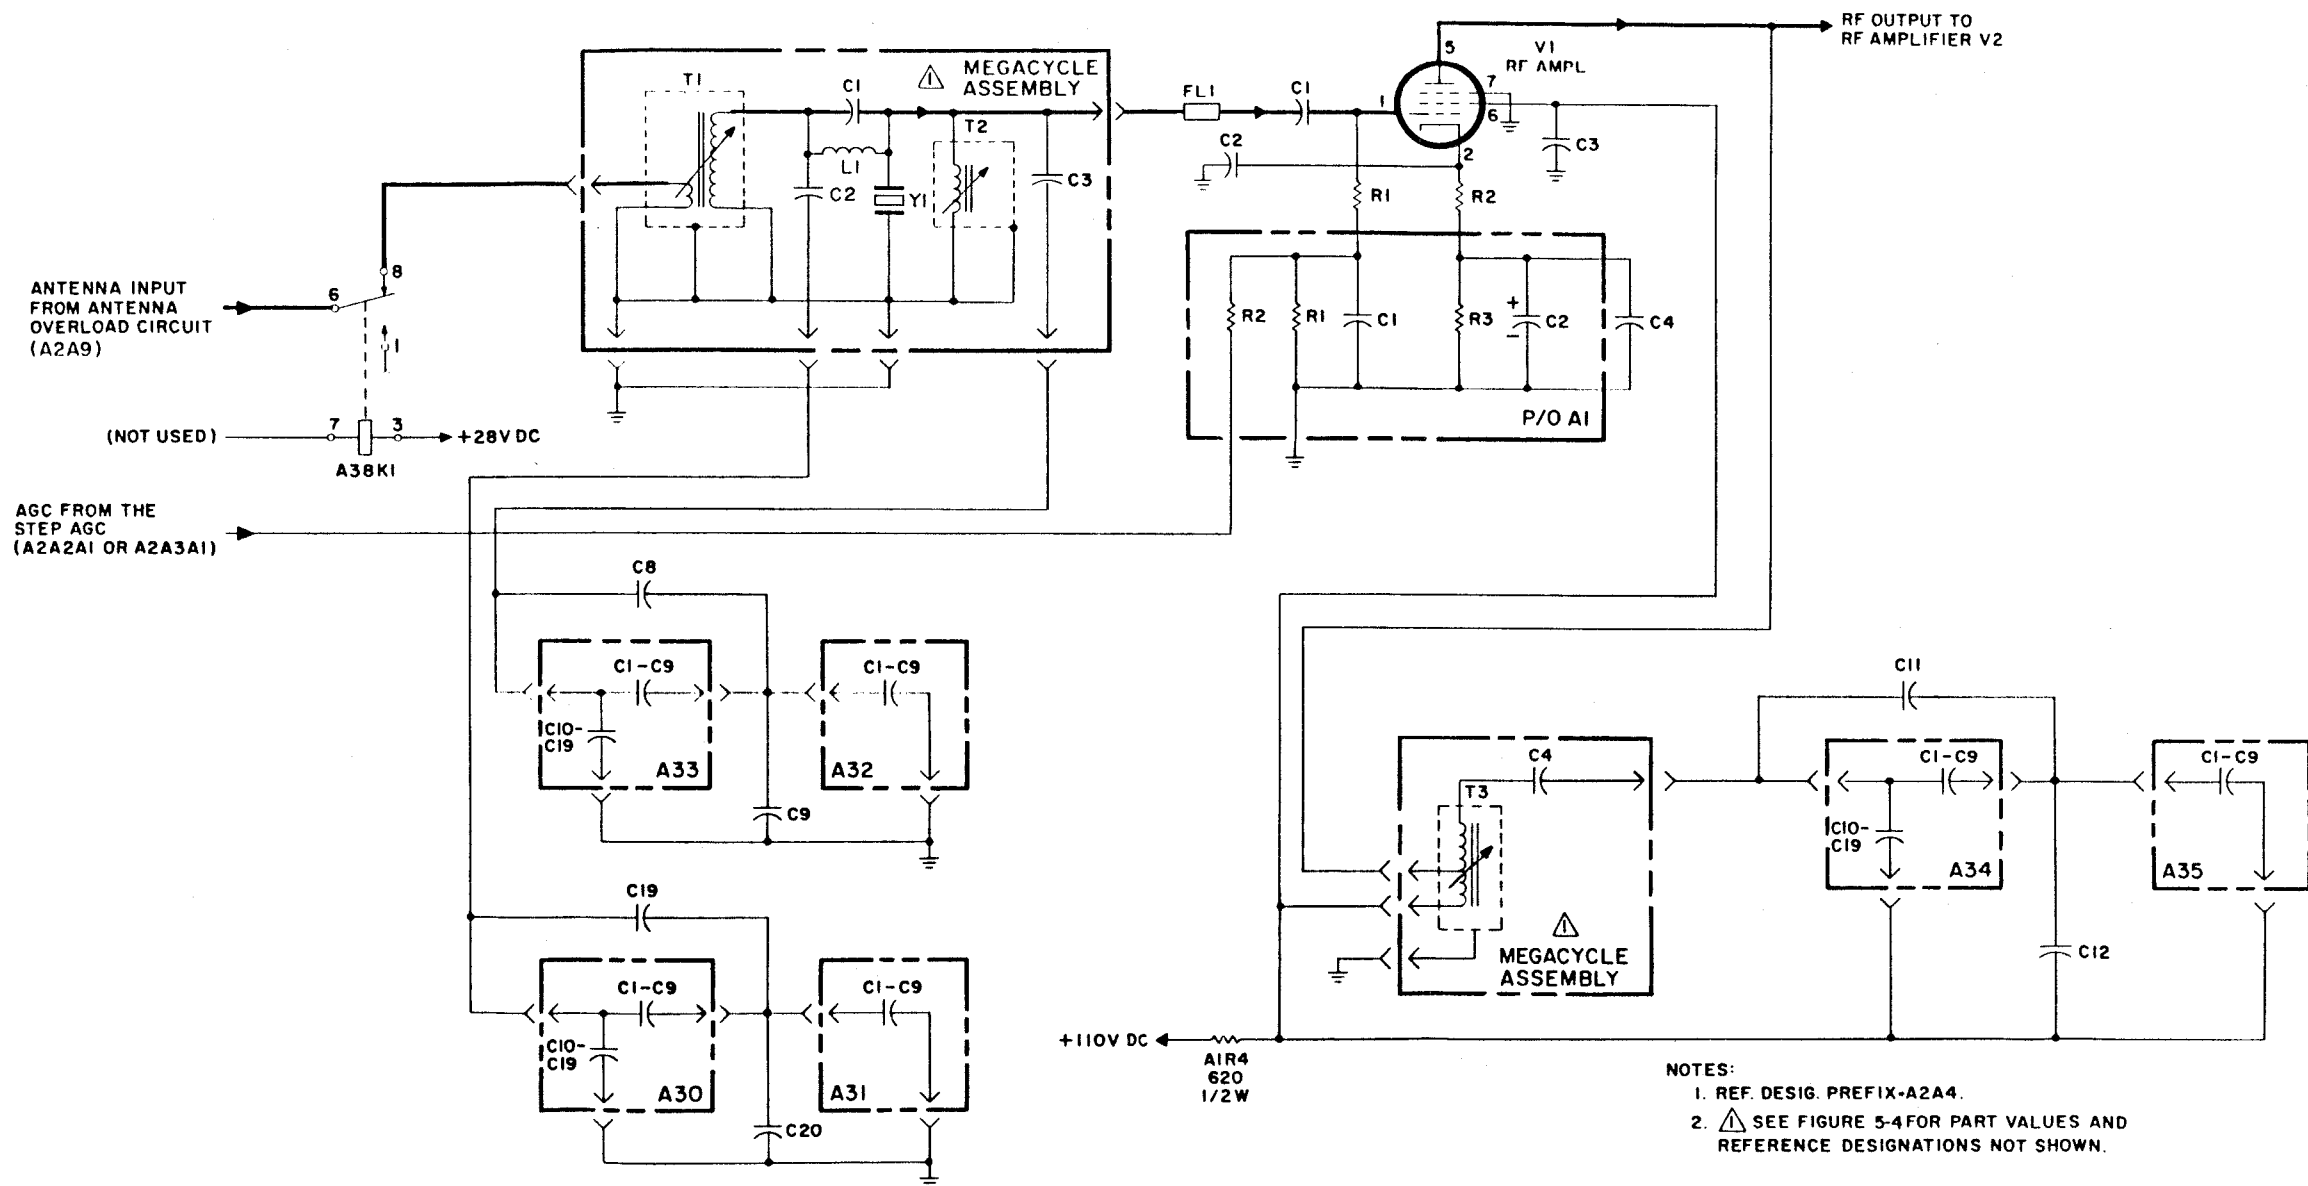 RF OUTPUT TO
RF AMPLIFIER V2
5
V1
RF AMPL
7
6
1
2
MEGACYCLE
ASSEMBLY
1
T1
C1
T2
L1
C2
Y1
C3
FL1
C1
C2
C3
R1
R2
8
6
1
ANTENNA INPUT
FROM ANTENNA
OVERLOAD CIRCUIT
(A2A9)
R2
R1
C1
R3
+
−
C2
C4
P/O A1
(NOT USED)
7
3
+28V DC
A38K1
AGC FROM THE
STEP AGC
(A2A2A1 OR A2A3A1)
C8
C1-C9
C10-
C19
A33
C1-C9
A32
C9
C19
C1-C9
C10-
C19
A30
C1-C9
A31
C20
C11
C4
T3
1
MEGACYCLE
ASSEMBLY
C1-C9
C10-
C19
A34
C1-C9
A35
C12
+110V DC
A1R4
620
1/2W
NOTES:
1. REF. DESIG. PREFIX-A2A4.
2. 1 SEE FIGURE 5-4 FOR PART VALUES AND
REFERENCE DESIGNATIONS NOT SHOWN.